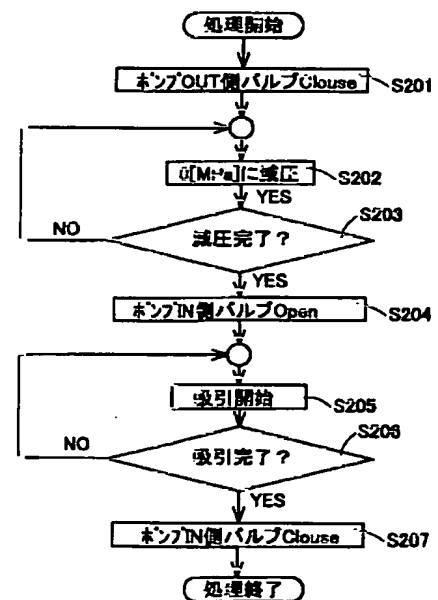 処理開始
ポンプOUT側バルブClouse
S201
0[MPa]に減圧
S202
YES
S203
NO
減圧完了？
YES
ポンプIN側バルブOpen
S204
吸引開始
S205
S206
NO
吸引完了？
YES
ポンプIN側バルブClouse
S207
処理終了